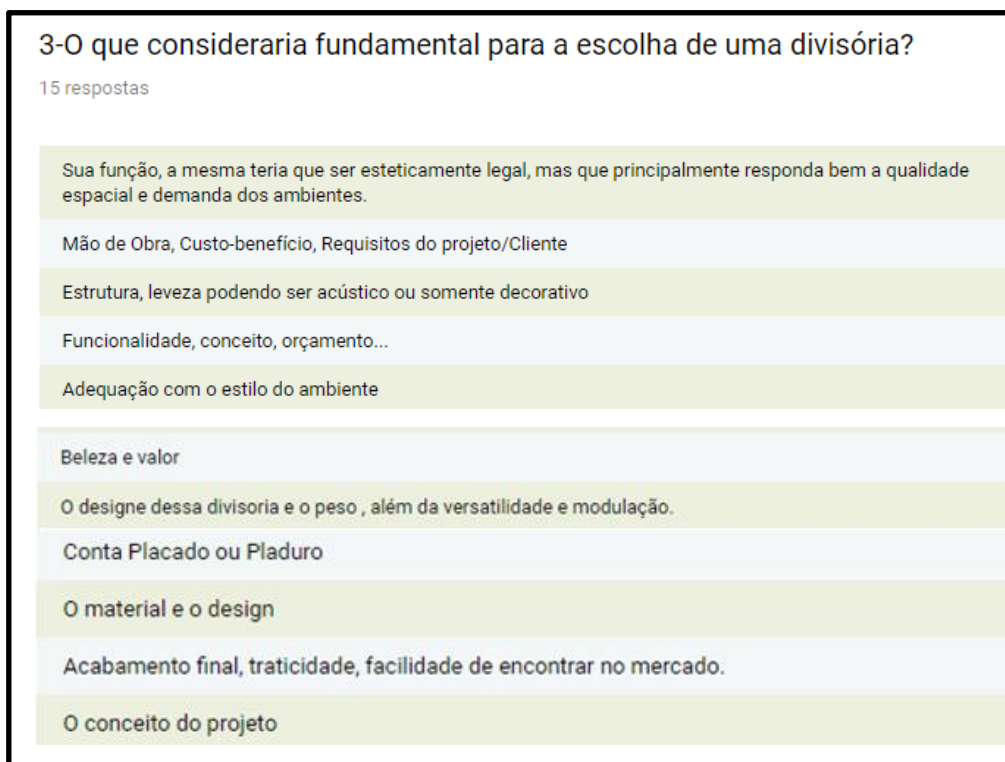 3-O que consideraria fundamental para a escolha de uma divisória?
15 respostas
Sua função, a mesma teria que ser esteticamente legal, mas que principalmente responda bem a qualidade
espacial e demanda dos ambientes.
Mão de Obra, Custo-benefício, Requisitos do projeto/Cliente
Estrutura, leveza podendo ser acústico ou somente decorativo
Funcionalidade, conceito, orçamento...
Adequação com o estilo do ambiente
Beleza e valor
O designe dessa divisoria e o peso , além da versatilidade e modulação.
Conta Placado ou Pladuro
O material e o design
Acabamento final, traticidade, facilidade de encontrar no mercado.
O conceito do projeto